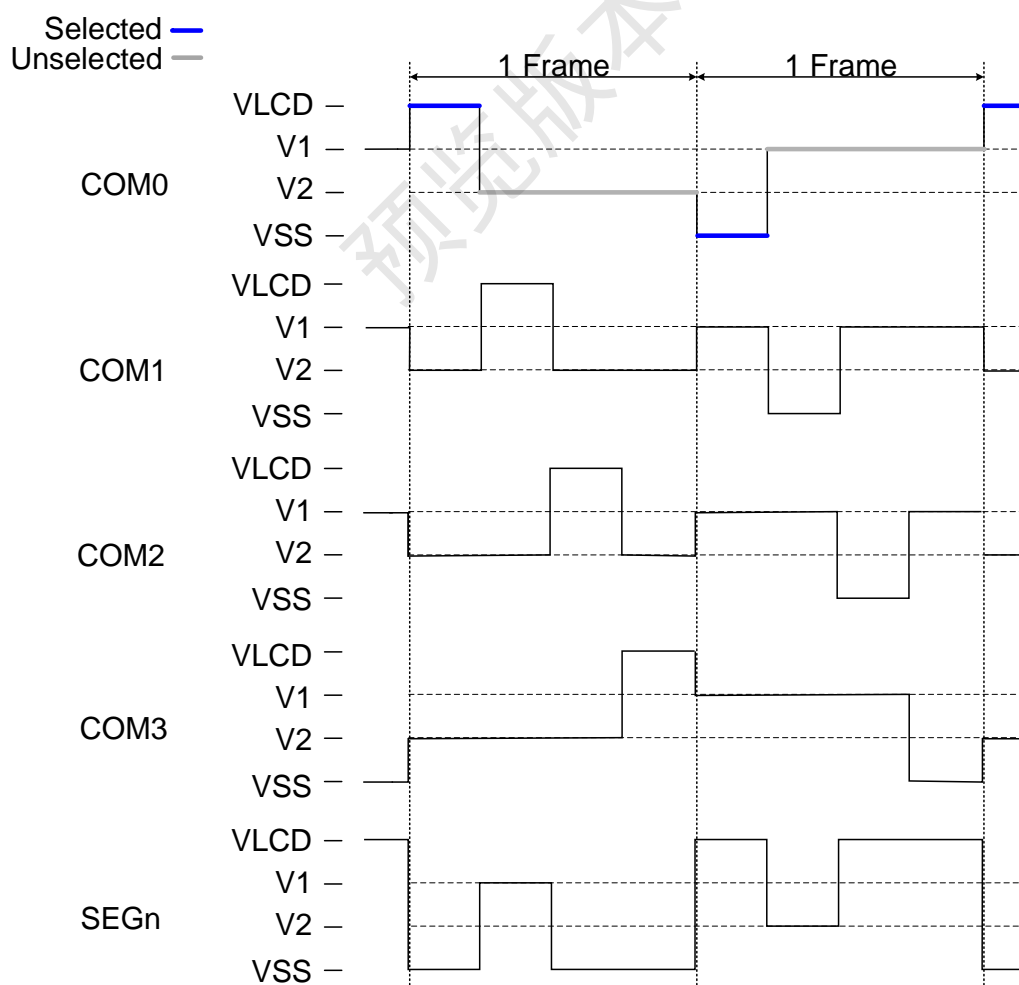 Selected
Unselected
1 Frame 1 Frame
VLCD
V1
COM0
V2
VSS
VLCD
V1
COM1
V2
VSS
VLCD
V1
COM2
V2
VSS
VLCD
V1
COM3
V2
VSS
VLCD
V1
SEGn
V2
VSS
预览版本